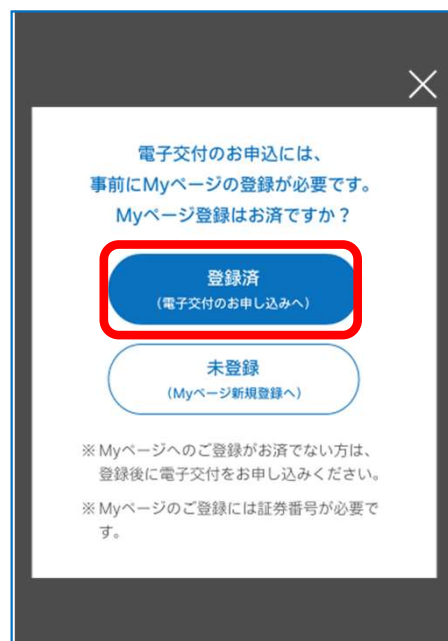 電子交付のお申込には、
事前にMyページの登録が必要です。
Myページ登録はお済ですか？
登録済
（電子交付のお申し込みへ）
未登録
（Myページ新規登録へ）
※Myページへのご登録がお済でない方は、
登録後に電子交付をお申し込みください。
※Myページのご登録には証券番号が必要で
す。